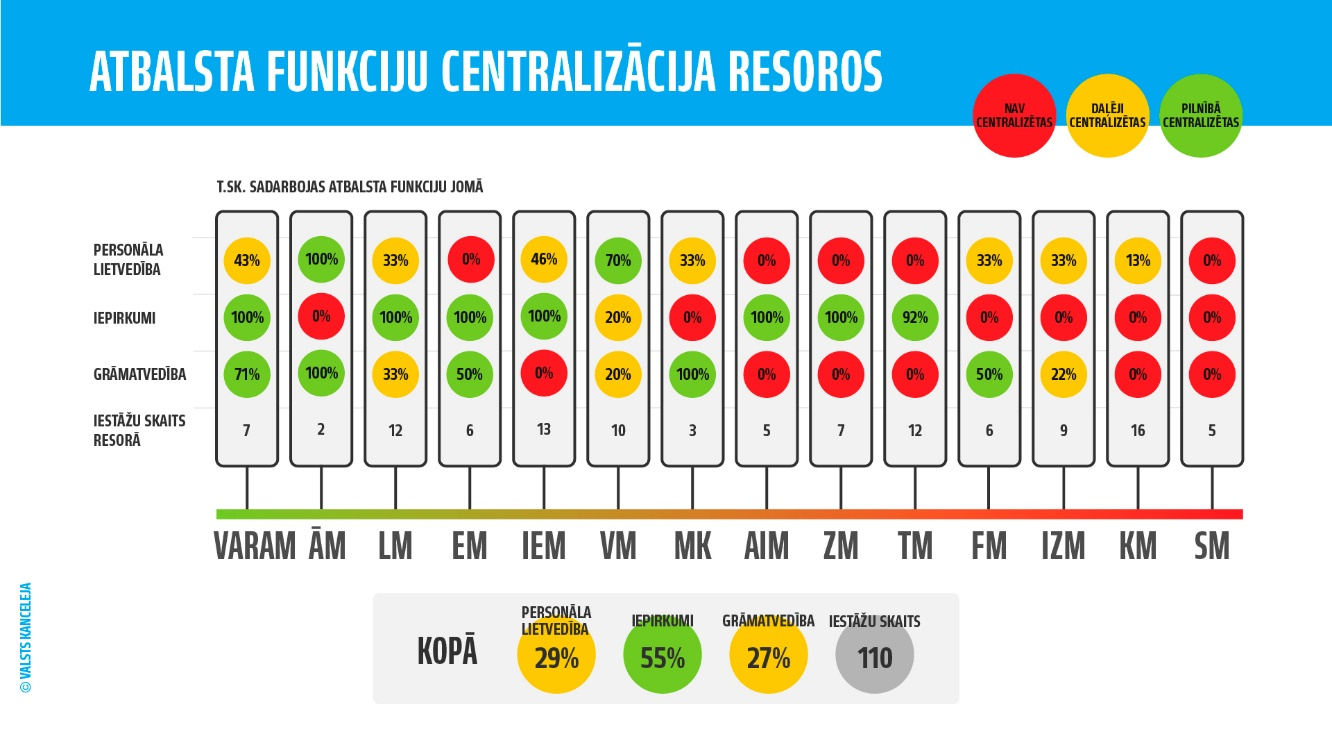 ATBALSTA FUNKCIJU CENTRALIZĀCIJA RESOROS
NAV
CENTRALIZĒTAS
DAĻĒJI
CENTRALIZĒTAS
PILNĪBĀ
CENTRALIZĒTAS
T.SK. SADARBOJAS ATBALSTA FUNKCIJU JOMĀ
PERSONĀLA
LIETVEDĪBA
43% 100% 33% 0% 46% 70% 33% 0% 0% 0% 33% 33% 13% 0%
IEPIRKUMI 100% 0% 100% 100% 100% 20% 0% 100% 100% 92% 0% 0% 0% 0%
GRĀMATVEDĪBA 71% 100% 33% 50% 0% 20% 100% 0% 0% 0% 50% 22% 0% 0%
IESTĀŽU SKAITS
RESORĀ
7 2 12 6 13 10 3 5 7 12 6 9 16 5
VARAM ĀM LM EM IEM VM MK AIM ZM TM FM IZM KM SM
KOPĀ
PERSONĀLA
LIETVEDĪBA
29%
IEPIRKUMI
55%
GRĀMATVEDĪBA
27%
IESTĀŽU SKAITS
110
© VALSTS KANCELEJA